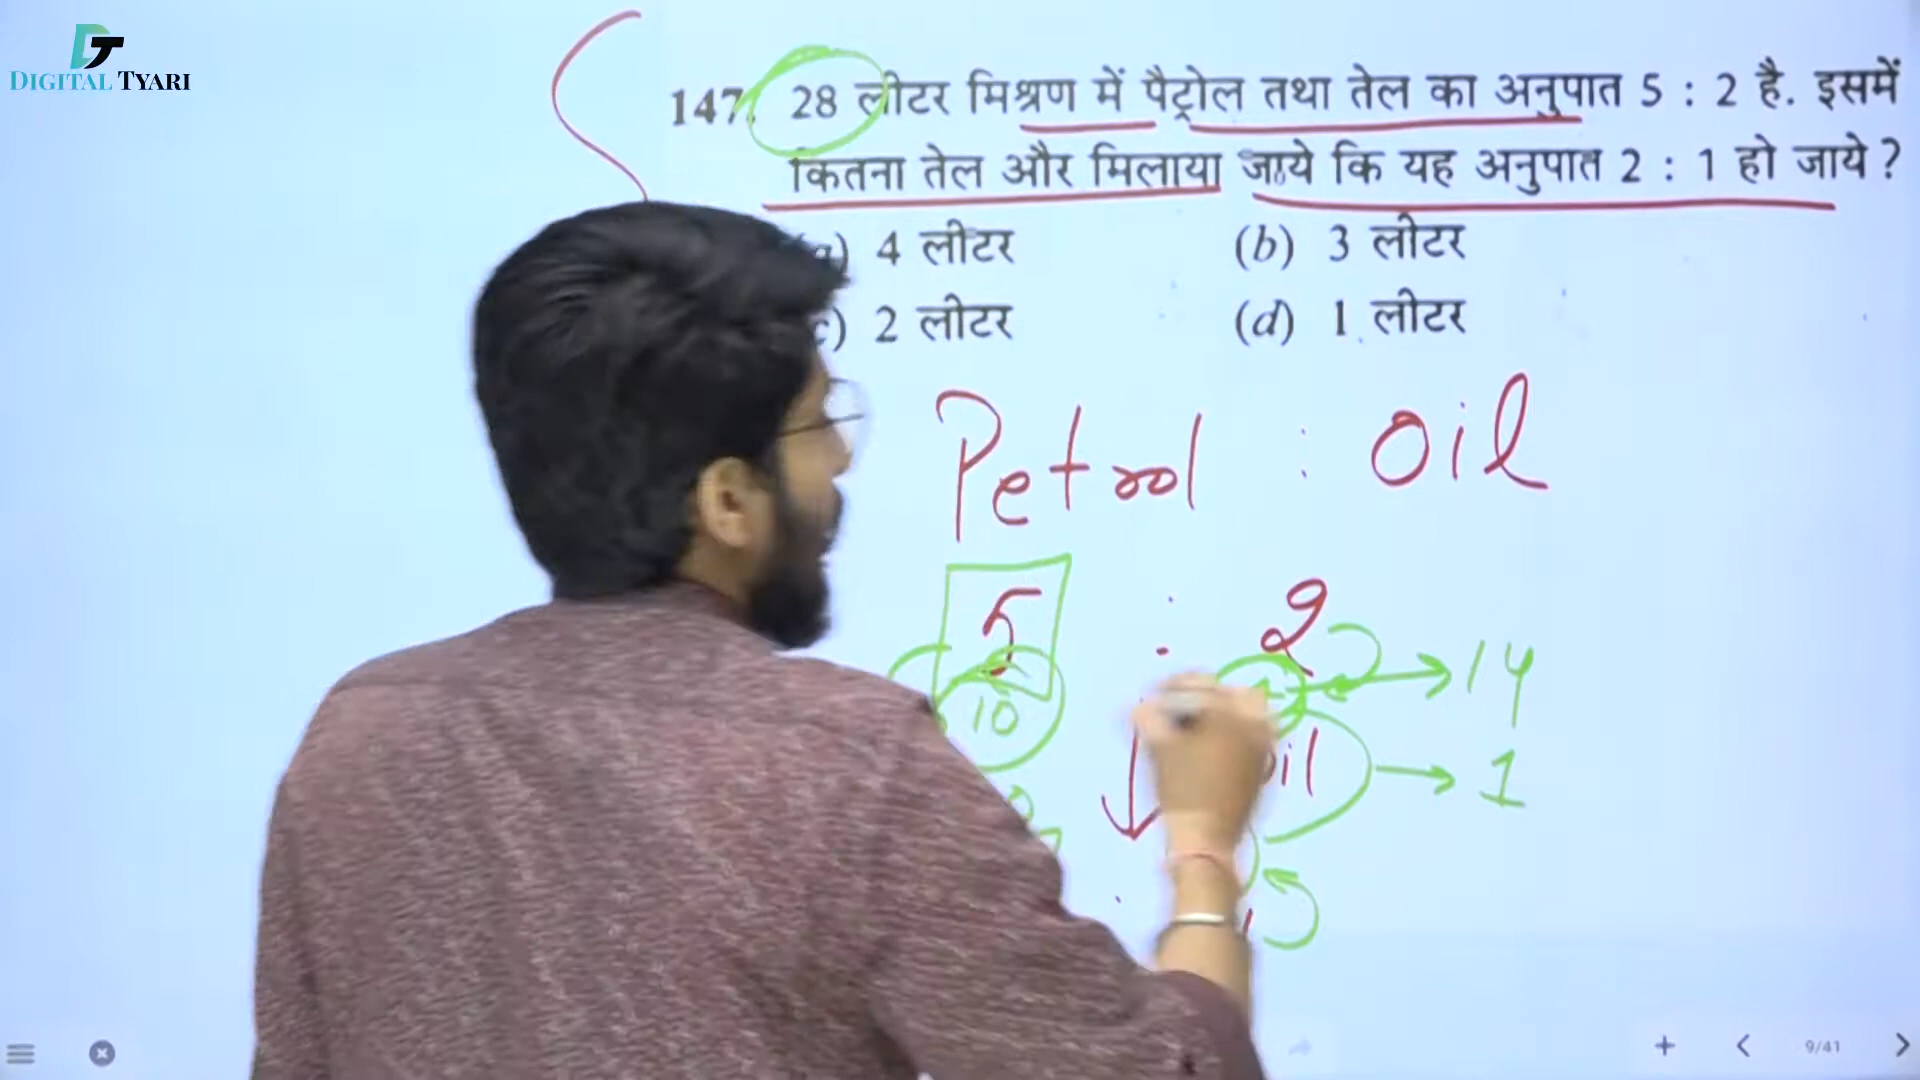 DT
DIGITAL TYARI
147. 28 लीटर मिश्रण में पैट्रोल तथा तेल का अनुपात 5 : 2 है. इसमें
कितना तेल और मिलाया जाये कि यह अनुपात 2 : 1 हो जाये ?
4 लीटर (b) 3 लीटर
2 लीटर (d) 1 लीटर
Petrol : Oil
5 : 2
10 → 14
→ 1
9/41